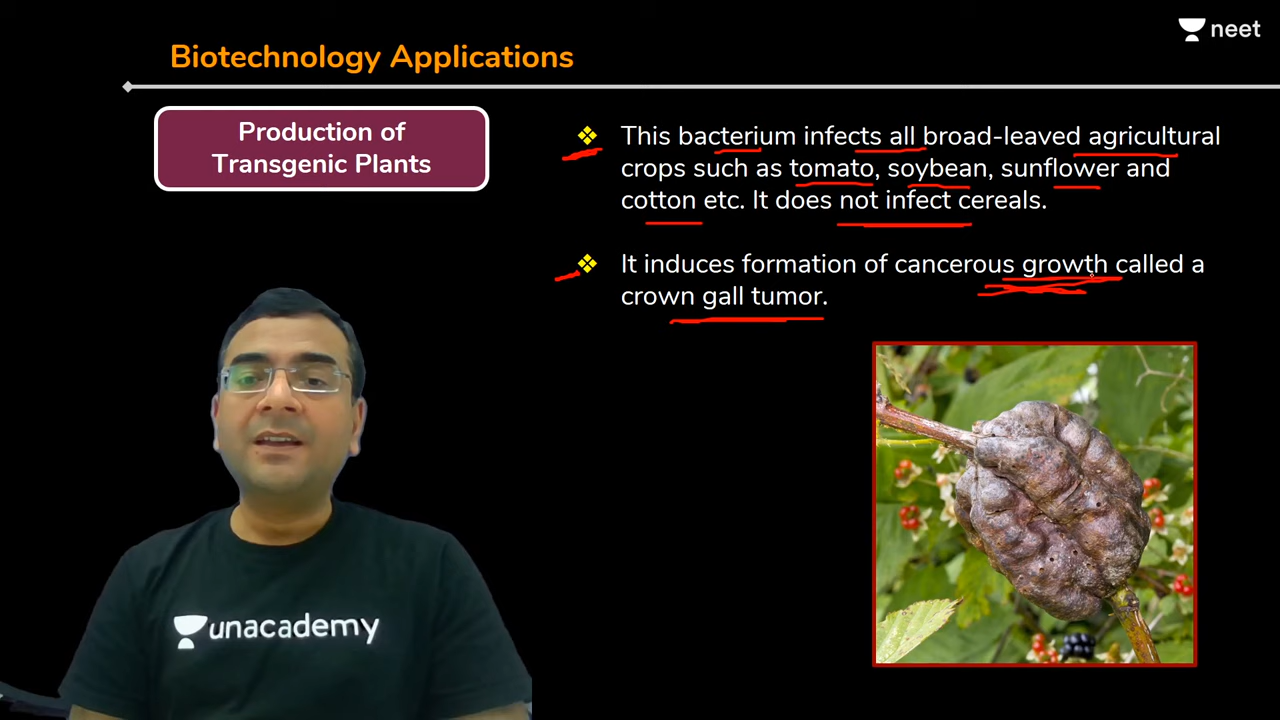 neet
Biotechnology Applications
Production of
Transgenic Plants
❖ This bacterium infects all broad-leaved agricultural
crops such as tomato, soybean, sunflower and
cotton etc. It does not infect cereals.
❖ It induces formation of cancerous growth called a
crown gall tumor.
unacademy